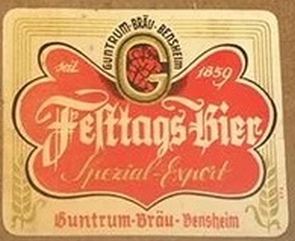 GUNTRUM-BRÄU-BENSHEIM
G
seit 1859
Festtags-Bier
Spezial-Export
Guntrum-Bräu-Bensheim